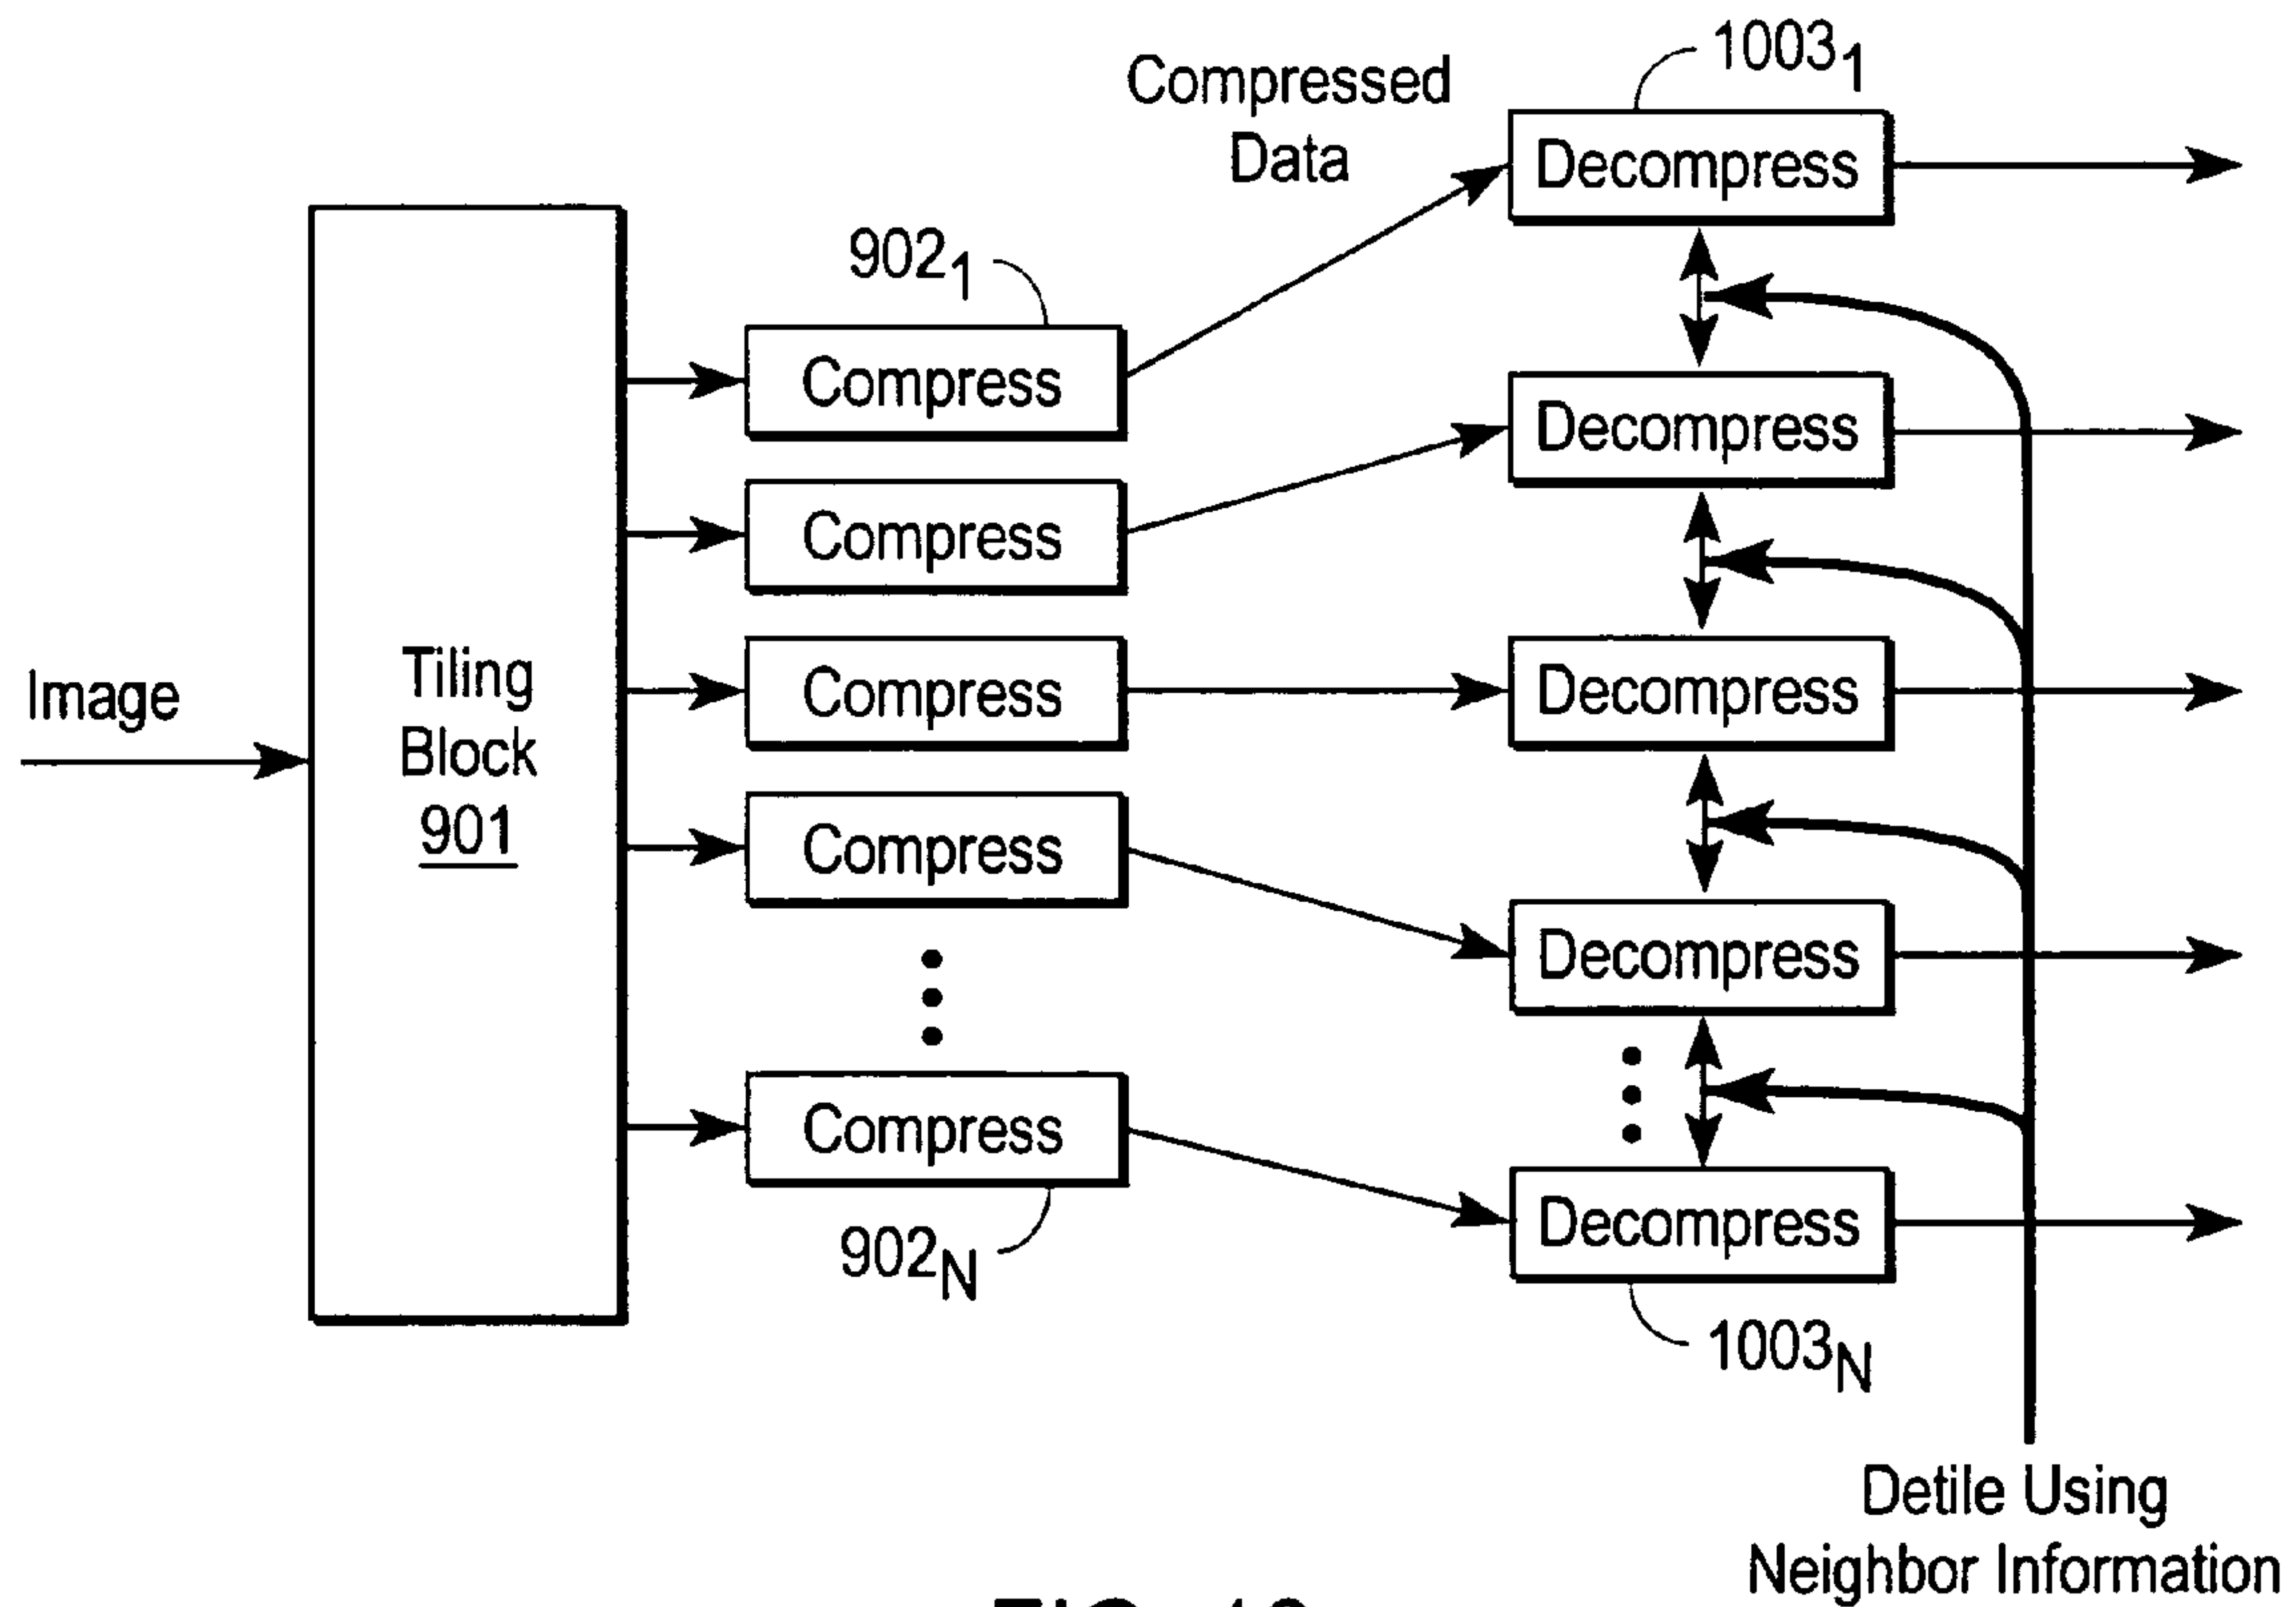 Image
Tiling
Block
901
902₁
Compress
Compress
Compress
Compress
Compress
902N
Compressed
Data
1003₁
Decompress
Decompress
Decompress
Decompress
Decompress
1003N
Detile Using
Neighbor Information